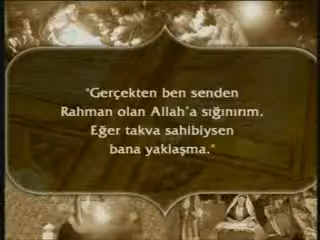 "Gerçekten ben senden
Rahman olan Allah'a sığınırım.
Eğer takva sahibiysen
bana yaklaşma."